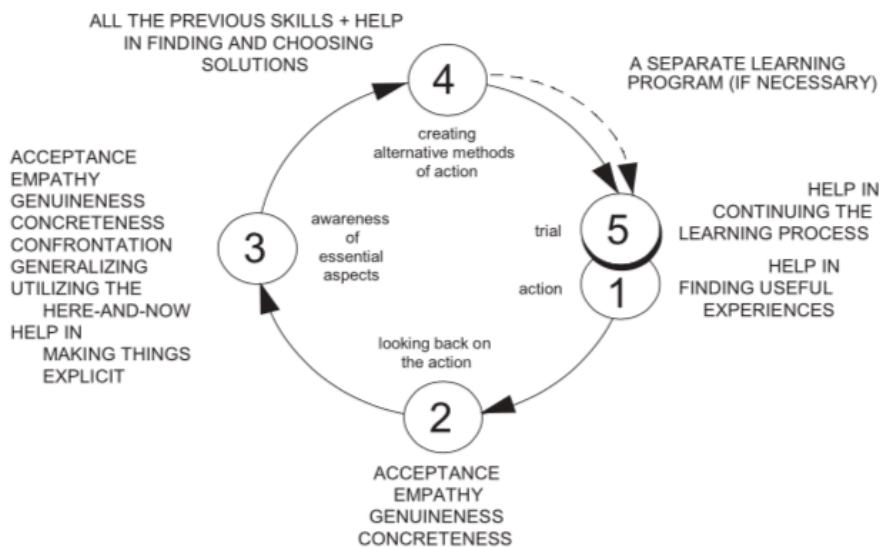 ALL THE PREVIOUS SKILLS + HELP
IN FINDING AND CHOOSING
SOLUTIONS
4
A SEPARATE LEARNING
PROGRAM (IF NECESSARY)
creating
alternative methods
of action
ACCEPTANCE
EMPATHY
GENUINENESS
CONCRETENESS
CONFRONTATION
GENERALIZING
UTILIZING THE
HERE-AND-NOW
HELP IN
MAKING THINGS
EXPLICIT
3
awareness
of
essential
aspects
trial
5
HELP IN
CONTINUING THE
LEARNING PROCESS
action
1
HELP IN
FINDING USEFUL
EXPERIENCES
looking back on
the action
2
ACCEPTANCE
EMPATHY
GENUINENESS
CONCRETENESS